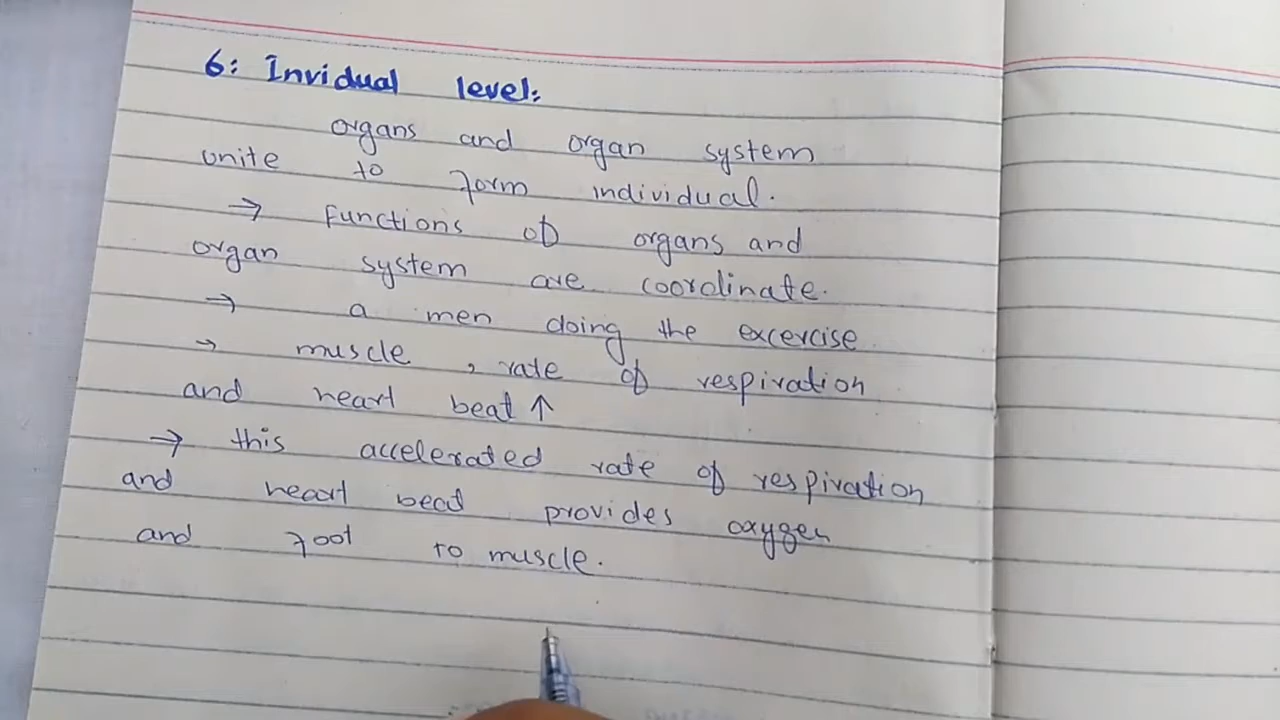 6: Invidual level:
organs and organ system
unite to form individual.
→ functions of organs and
organ system are coordinate.
→ a men doing the excercise
→ muscle, rate of respiration
and heart beat ↑
→ this accelerated rate of respiration
and heart beat provides oxygen
and foot to muscle.